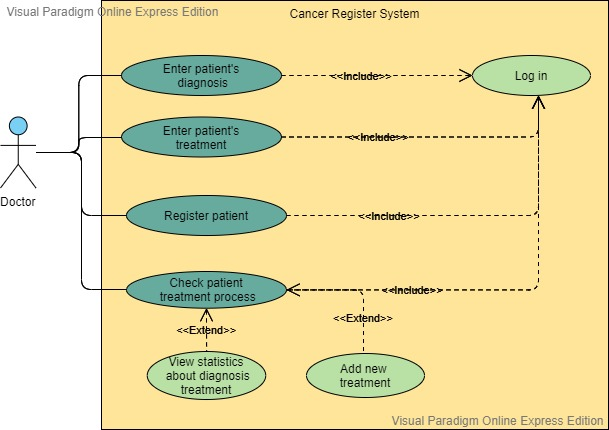 Visual Paradigm Online Express Edition
Cancer Register System
Enter patient's
diagnosis
<<Include>>
Log in
Enter patient's
treatment
<<Include>>
Doctor
Register patient
<<Include>>
Check patient
treatment process
<<Include>>
<<Extend>>
<<Extend>>
View statistics
about diagnosis
treatment
Add new
treatment
Visual Paradigm Online Express Edition